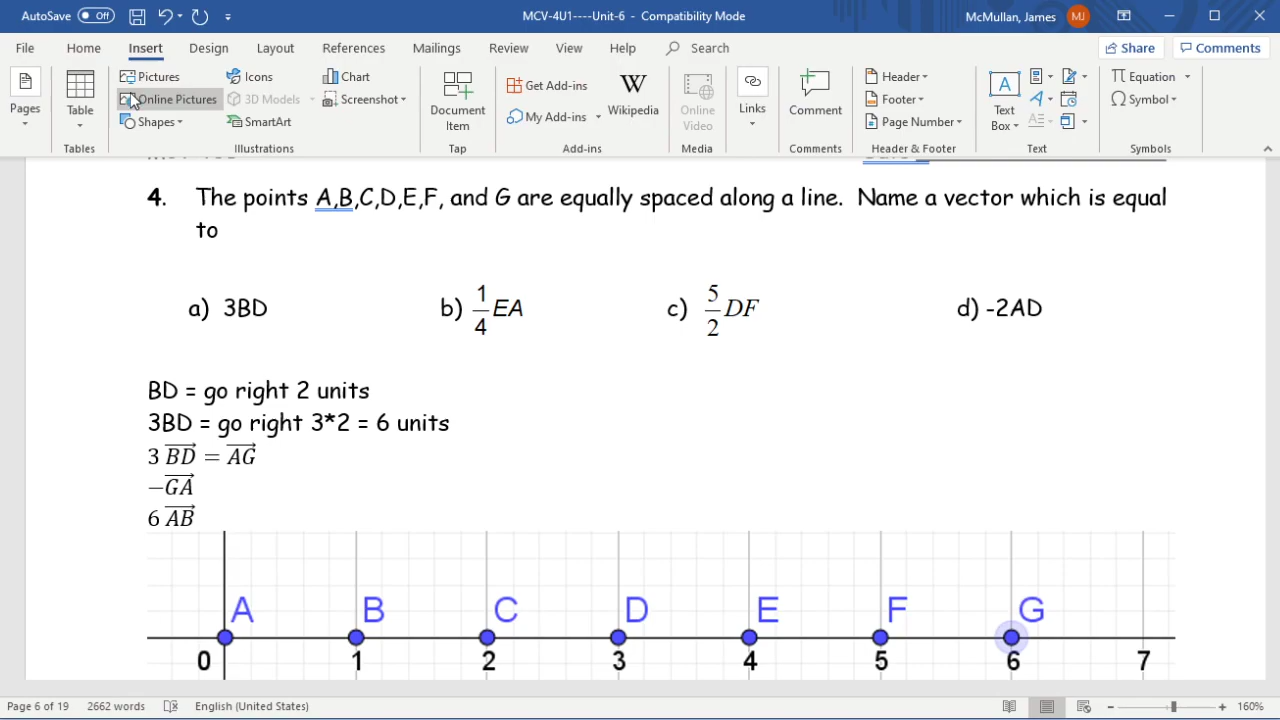 AutoSave Off MCV-4U1----Unit-6 - Compatibility Mode McMullan, James MJ
File Home Insert Design Layout References Mailings Review View Help Search Share Comments
Pages
Table
Tables
Pictures
Online Pictures
Shapes
Icons
3D Models
SmartArt
Chart
Screenshot
Illustrations
Document
Item
Tap
Get Add-ins
My Add-ins
W
Wikipedia
Add-ins
Online
Video
Media
Links
Comment
Comments
Header
Footer
Page Number
Header & Footer
A
Text
Box
Text
Equation
Symbol
Symbols
4. The points A,B,C,D,E,F, and G are equally spaced along a line. Name a vector which is equal
to
a) 3BD b) 1/4 EA c) 5/2 DF d) -2AD
BD = go right 2 units
3BD = go right 3*2 = 6 units
3 BD = AG
−GA
6 AB
A B C D E F G
0 1 2 3 4 5 6 7
Page 6 of 19 2662 words English (United States) 160%